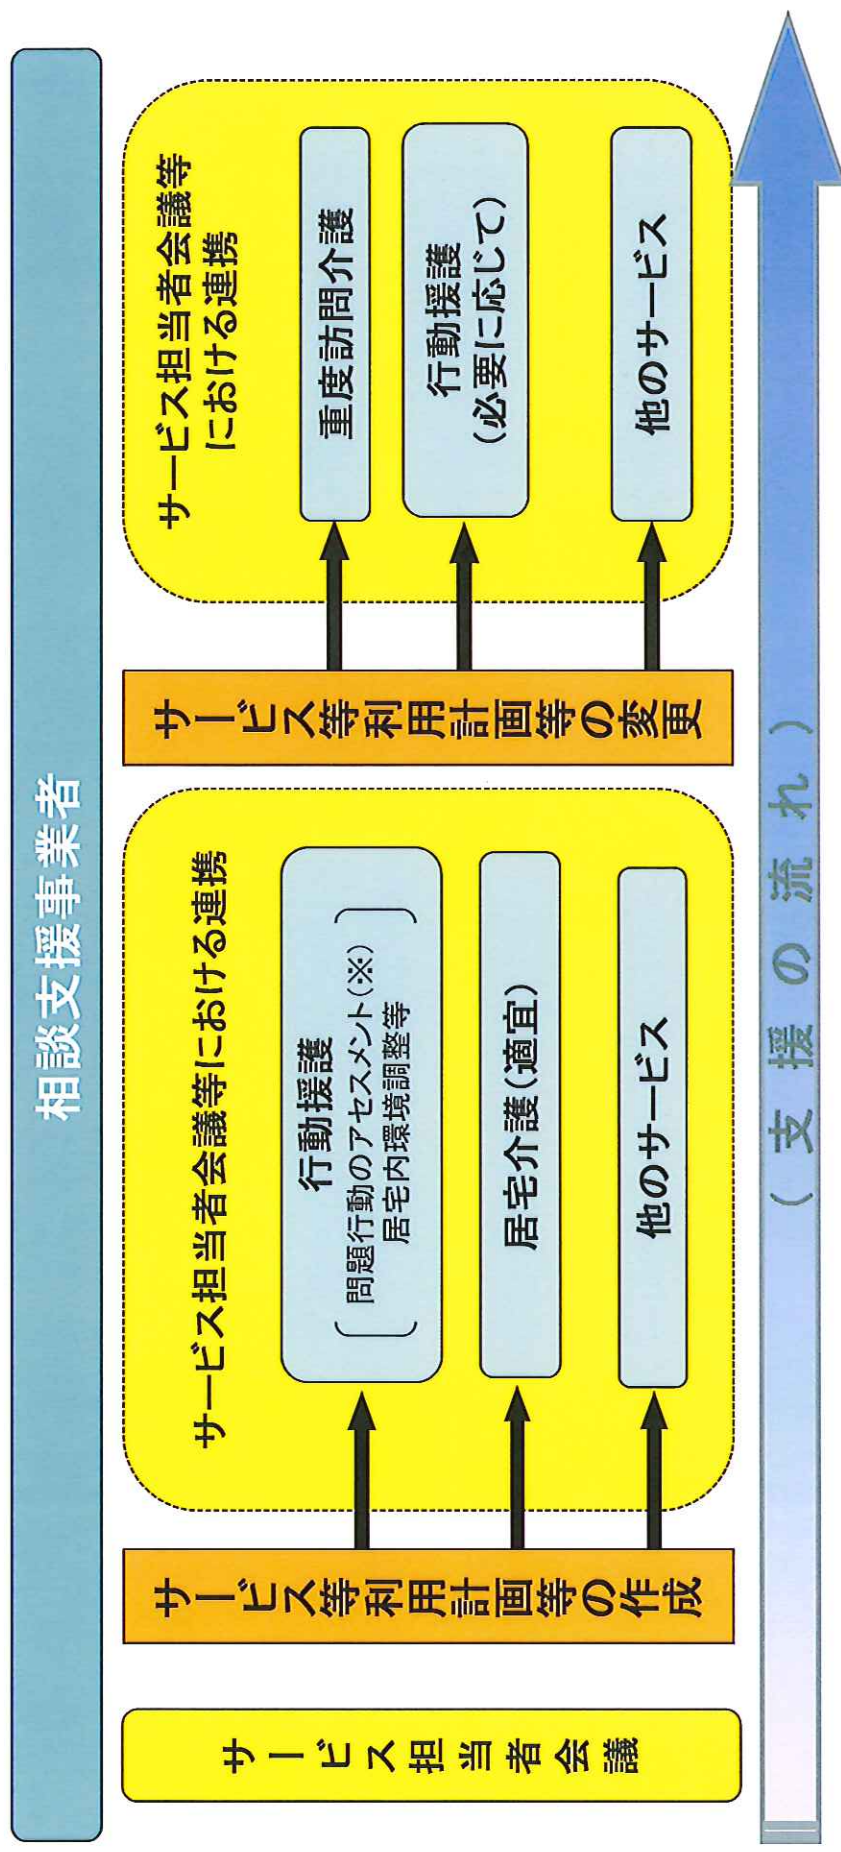 相談支援事業者
サービス担当者会議
サービス等利用計画等の作成
サービス担当者会議等における連携
行動援護
問題行動のアセスメント(※)
居宅内環境調整等
居宅介護(適宜)
他のサービス
サービス等利用計画等の変更
サービス担当者会議等
における連携
重度訪問介護
行動援護
(必要に応じて)
他のサービス
(支援の流れ)